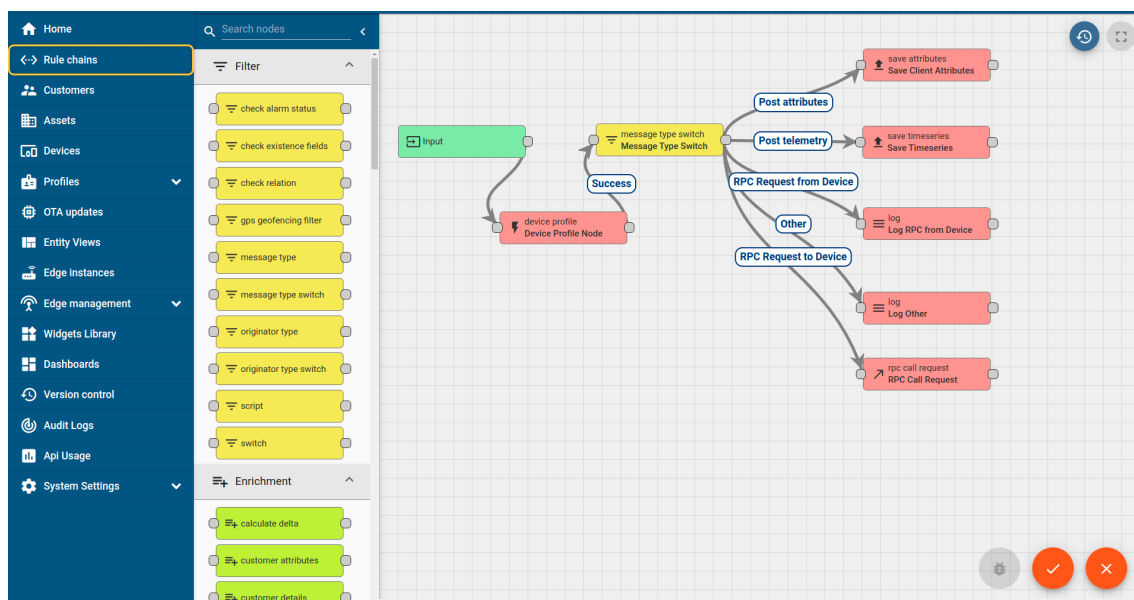 Home
Rule chains
Customers
Assets
Devices
Profiles
OTA updates
Entity Views
Edge instances
Edge management
Widgets Library
Dashboards
Version control
Audit Logs
Api Usage
System Settings
Search nodes
Filter
check alarm status
check existence fields
check relation
gps geofencing filter
message type
message type switch
originator type
originator type switch
script
switch
Enrichment
calculate delta
customer attributes
customer details
Input
device profile
Device Profile Node
Success
message type switch
Message Type Switch
Post attributes
Post telemetry
RPC Request from Device
Other
RPC Request to Device
save attributes
Save Client Attributes
save timeseries
Save Timeseries
log
Log RPC from Device
log
Log Other
rpc call request
RPC Call Request